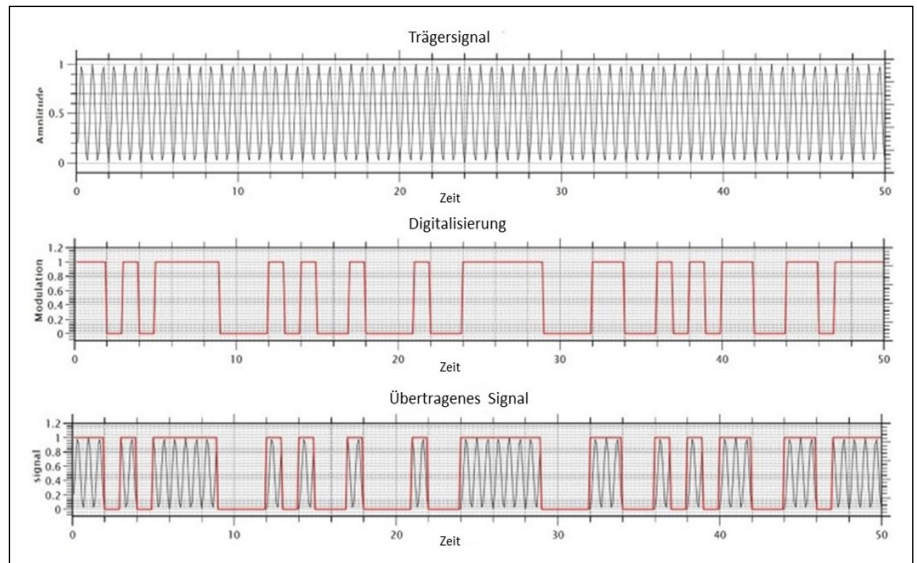 Trägersignal
Amplitude
1
0.5
0
0 10 20 30 40 50
Zeit
Digitalisierung
Modulation
1.2
1
0.8
0.6
0.4
0.2
0
0 10 20 30 40 50
Zeit
Übertragenes Signal
signal
1.2
1
0.8
0.6
0.4
0.2
0
0 10 20 30 40 50
Zeit